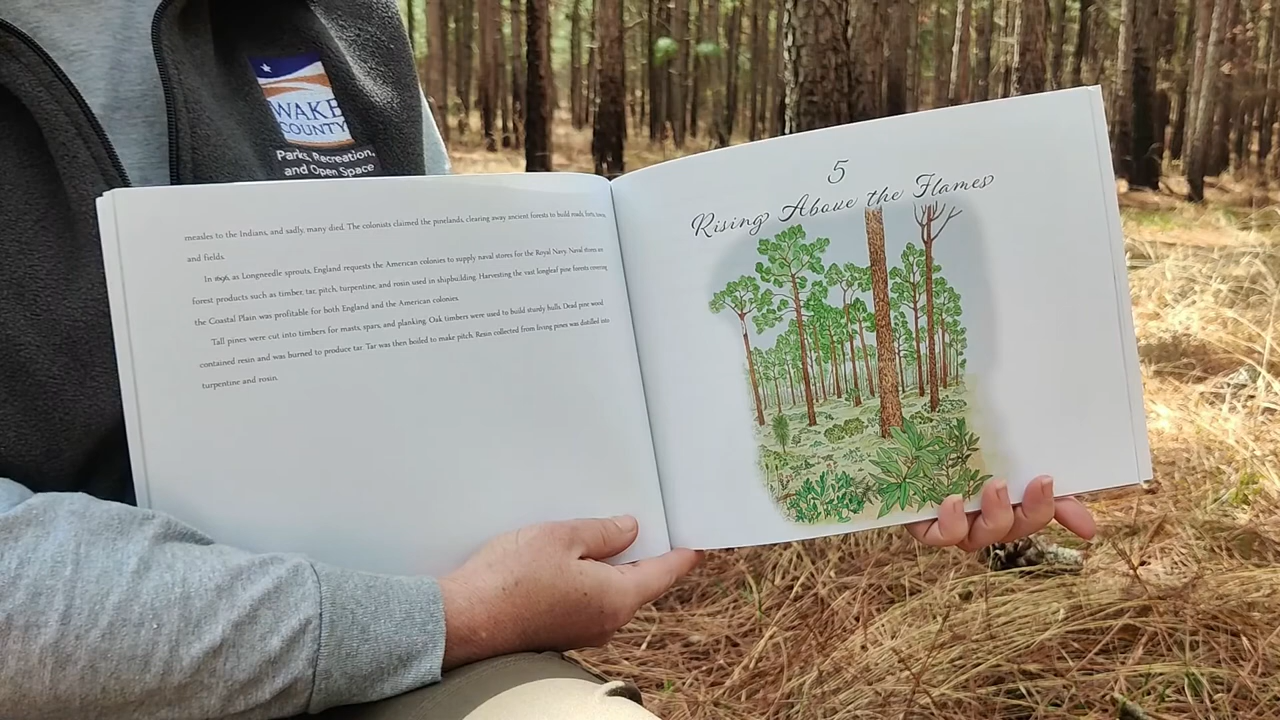 WAKE
COUNTY
Parks, Recreation,
and Open Space
measles to the Indians, and sadly, many died. The colonists claimed the pinelands, clearing away ancient forests to build roads, forts, towns,
and fields.
In 1696, as Longneedle sprouts, England requests the American colonies to supply naval stores for the Royal Navy. Naval stores are
forest products such as timber, tar, pitch, turpentine, and rosin used in shipbuilding. Harvesting the vast longleaf pine forests covering
the Coastal Plain was profitable for both England and the American colonies.
Tall pines were cut into timbers for masts, spars, and planking. Oak timbers were used to build sturdy hulls. Dead pine wood
contained resin and was burned to produce tar. Tar was then boiled to make pitch. Resin collected from living pines was distilled into
turpentine and rosin.
5
Rising Above the Flames